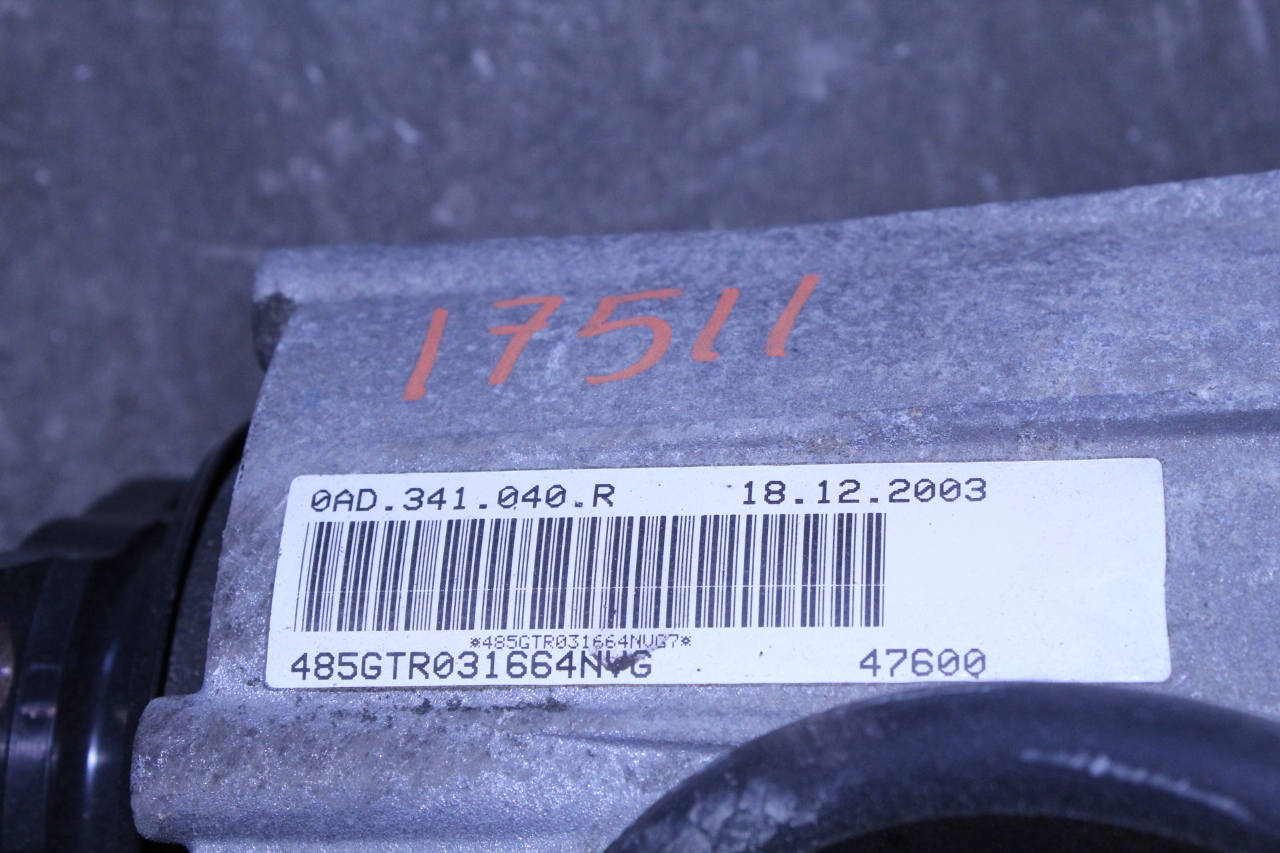 17511
0AD.341.040.R 18.12.2003
*485GTR031664NVG7*
485GTR031664NVG 47600